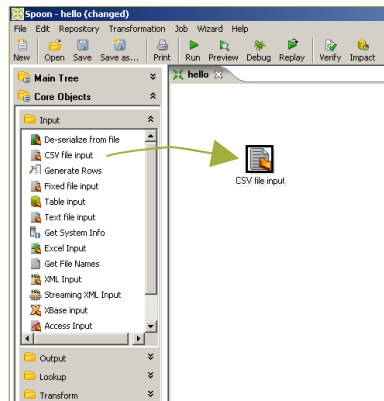 Spoon - hello (changed)
File Edit Repository Transformation Job Wizard Help
New Open Save Save as... Print Run Preview Debug Replay Verify Impact
Main Tree
hello
Core Objects
Input
De-serialize from file
CSV file input
Generate Rows
Fixed file input
Table input
Text file input
Get System Info
Excel Input
Get File Names
XML Input
Streaming XML Input
XBase input
Access Input
Output
Lookup
Transform
CSV file input